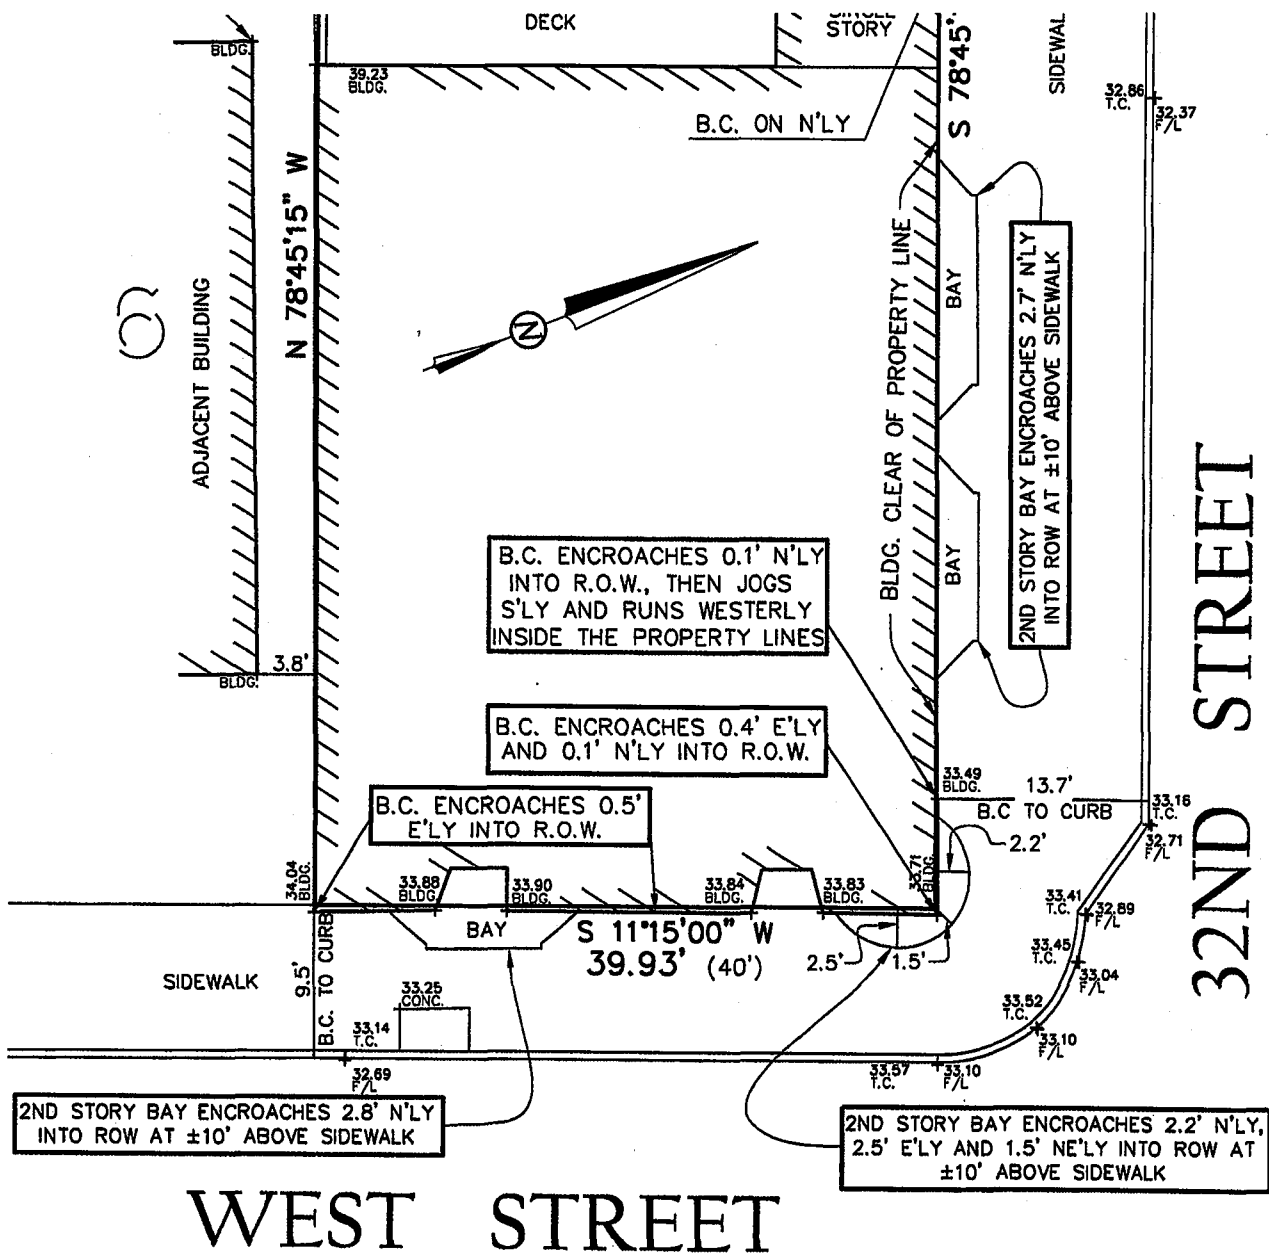 DECK
SINGLE
STORY
BLDG.
39.23
BLDG.
B.C. ON N'LY
S 78°45'
SIDEWAL
32.86
T.C.
32.37
F/L
N 78°45'15" W
ADJACENT BUILDING
N
BLDG. CLEAR OF PROPERTY LINE
BAY
BAY
2ND STORY BAY ENCROACHES 2.7' N'LY
INTO ROW AT ±10' ABOVE SIDEWALK
32ND STREET
B.C. ENCROACHES 0.1' N'LY
INTO R.O.W., THEN JOGS
S'LY AND RUNS WESTERLY
INSIDE THE PROPERTY LINES
3.8'
BLDG.
B.C. ENCROACHES 0.4' E'LY
AND 0.1' N'LY INTO R.O.W.
33.49
BLDG.
13.7'
B.C TO CURB
33.16
T.C.
32.71
F/L
B.C. ENCROACHES 0.5'
E'LY INTO R.O.W.
2.2'
34.04
BLDG.
33.88
BLDG.
33.90
BLDG.
33.84
BLDG.
33.83
BLDG.
33.71
BLDG.
33.41
T.C.
32.89
F/L
BAY
S 11°15'00" W
39.93' (40')
2.5'
1.5'
33.45
T.C.
33.04
F/L
SIDEWALK
9.5'
B.C. TO CURB
33.25
CONC.
33.14
T.C.
32.69
F/L
33.52
T.C.
33.10
F/L
33.57
T.C.
33.10
F/L
2ND STORY BAY ENCROACHES 2.8' N'LY
INTO ROW AT ±10' ABOVE SIDEWALK
2ND STORY BAY ENCROACHES 2.2' N'LY,
2.5' E'LY AND 1.5' NE'LY INTO ROW AT
±10' ABOVE SIDEWALK
WEST STREET